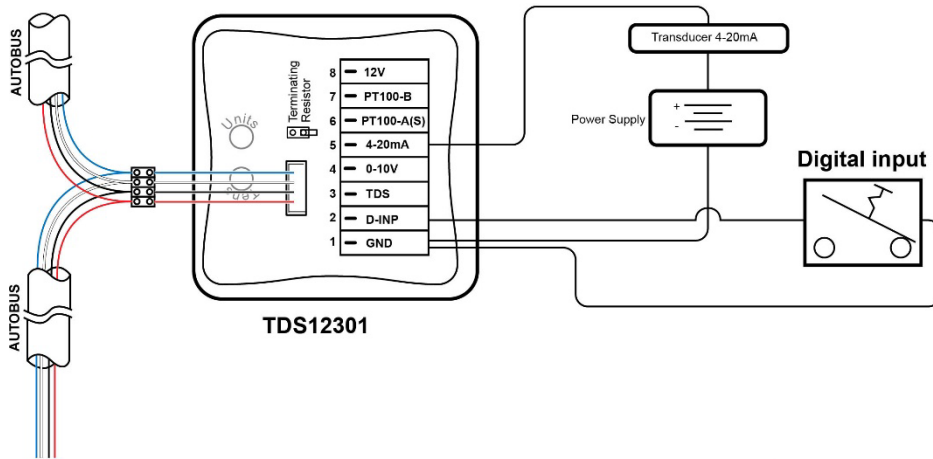 AUTOBUS
Units
Tens
Terminating
Resistor
8 12V
7 PT100-B
6 PT100-A(S)
5 4-20mA
4 0-10V
3 TDS
2 D-INP
1 GND
Transducer 4-20mA
Power Supply
+
-
Digital input
AUTOBUS
TDS12301